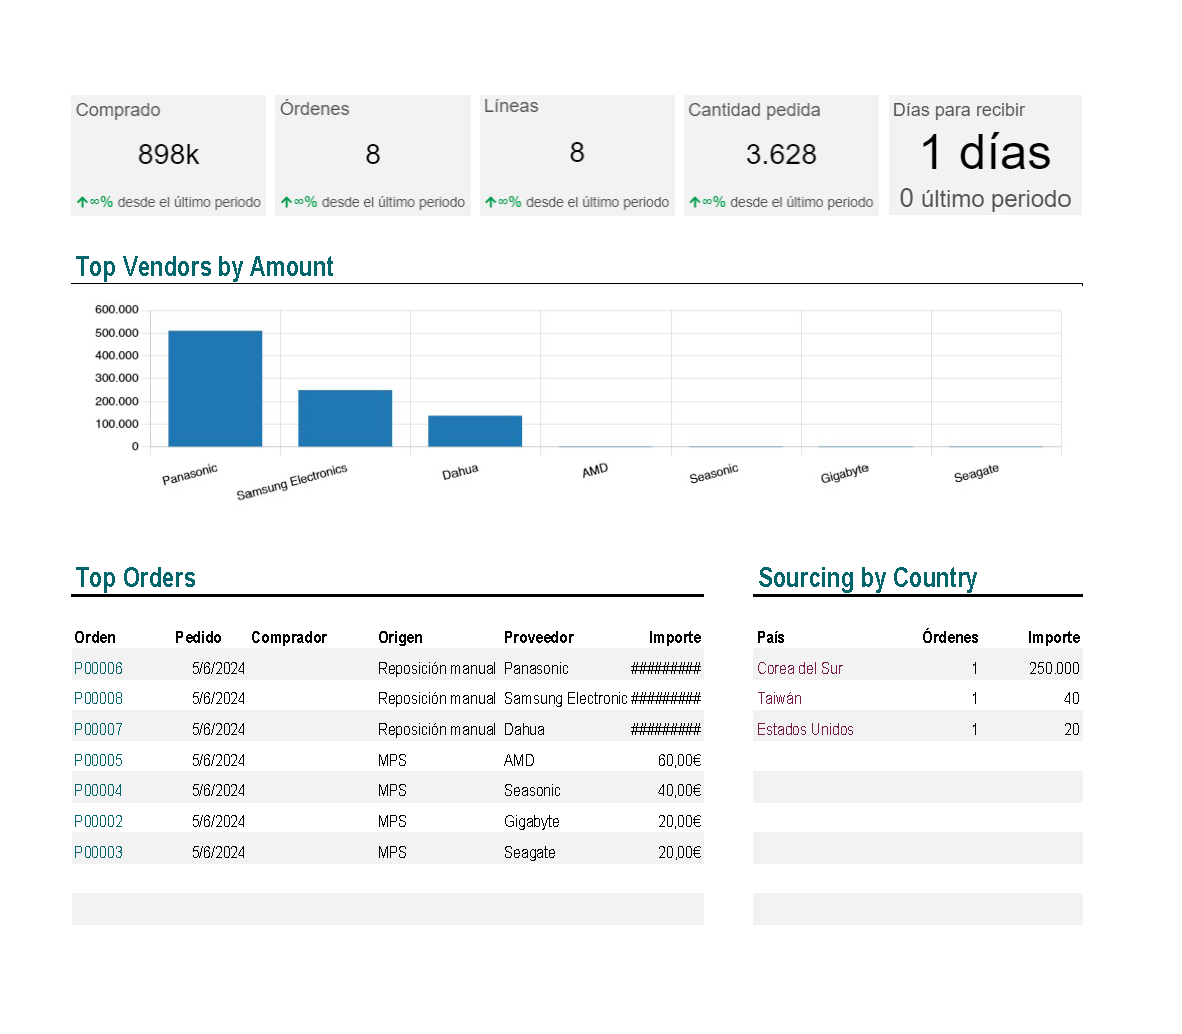 Comprado
898k
↑∞% desde el último periodo
Órdenes
8
↑∞% desde el último periodo
Líneas
8
↑∞% desde el último periodo
Cantidad pedida
3.628
↑∞% desde el último periodo
Días para recibir
1 días
0 último periodo
Top Vendors by Amount
600.000
500.000
400.000
300.000
200.000
100.000
0
Panasonic
Samsung Electronics
Dahua
AMD
Seasonic
Gigabyte
Seagate
Top Orders
Orden Pedido Comprador Origen Proveedor Importe
P00006 5/6/2024 Reposición manual Panasonic #########
P00008 5/6/2024 Reposición manual Samsung Electronic #########
P00007 5/6/2024 Reposición manual Dahua #########
P00005 5/6/2024 MPS AMD 60,00€
P00004 5/6/2024 MPS Seasonic 40,00€
P00002 5/6/2024 MPS Gigabyte 20,00€
P00003 5/6/2024 MPS Seagate 20,00€
Sourcing by Country
País Órdenes Importe
Corea del Sur 1 250.000
Taiwán 1 40
Estados Unidos 1 20